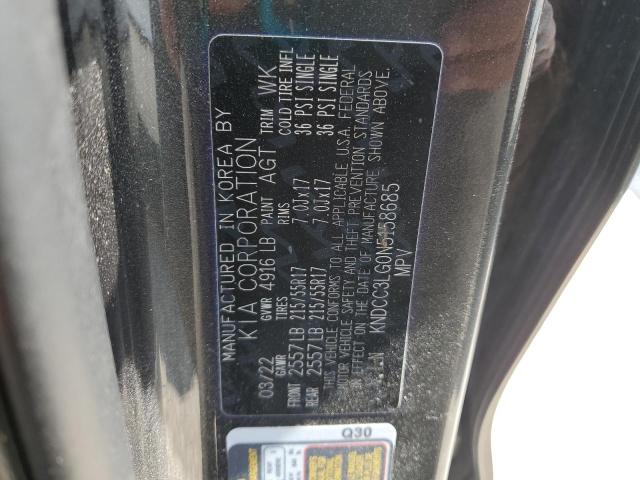 MANUFACTURED IN KOREA BY
KIA CORPORATION
03/22 GVWR 4916 LB PAINT AGT TRIM WK
GAWR TIRES RIMS COLD TIRE INFL
FRONT 2557LB 215/55R17 7.0Jx17 36 PSI SINGLE
REAR 2557LB 215/55R17 7.0Jx17 36 PSI SINGLE
THIS VEHICLE CONFORMS TO ALL APPLICABLE U.S.A. FEDERAL
MOTOR VEHICLE SAFETY AND THEFT PREVENTION STANDARDS
IN EFFECT ON THE DATE OF MANUFACTURE SHOWN ABOVE.
KNDCC3LG0N5158685
MPV
Q30